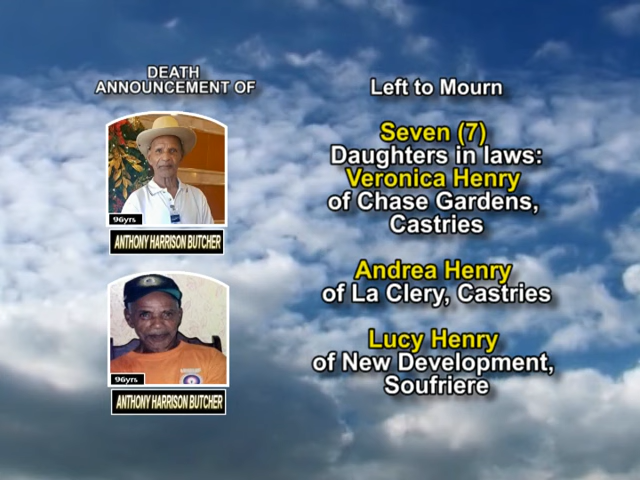 DEATH
ANNOUNCEMENT OF
96yrs
ANTHONY HARRISON BUTCHER
96yrs
ANTHONY HARRISON BUTCHER
Left to Mourn
Seven (7)
Daughters in laws:
Veronica Henry
of Chase Gardens,
Castries
Andrea Henry
of La Clery, Castries
Lucy Henry
of New Development,
Soufriere